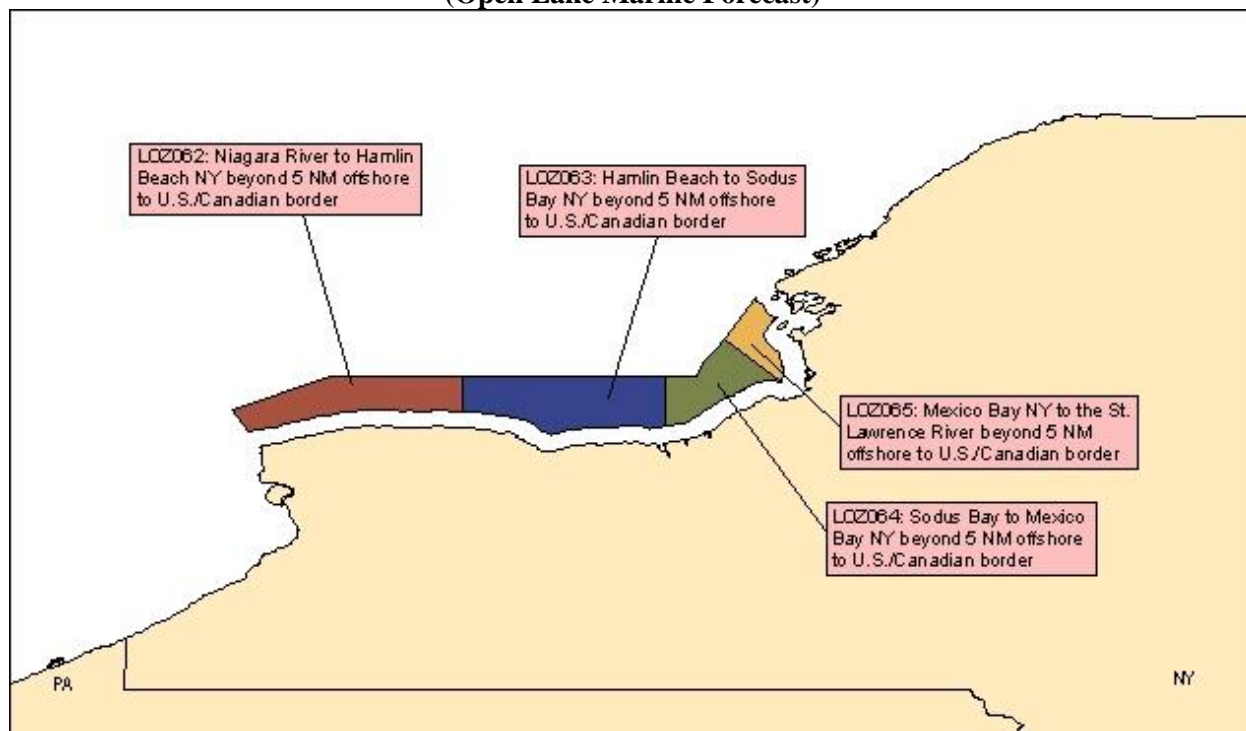 (Open Lake Marine Forecast)
LOZ062: Niagara River to Hamlin
Beach NY beyond 5 NM offshore
to U.S./Canadian border
LOZ063: Hamlin Beach to Sodus
Bay NY beyond 5 NM offshore
to U.S./Canadian border
LOZ065: Mexico Bay NY to the St.
Lawrence River beyond 5 NM
offshore to U.S./Canadian border
LOZ064: Sodus Bay to Mexico
Bay NY beyond 5 NM offshore
to U.S./Canadian border
PA
NY